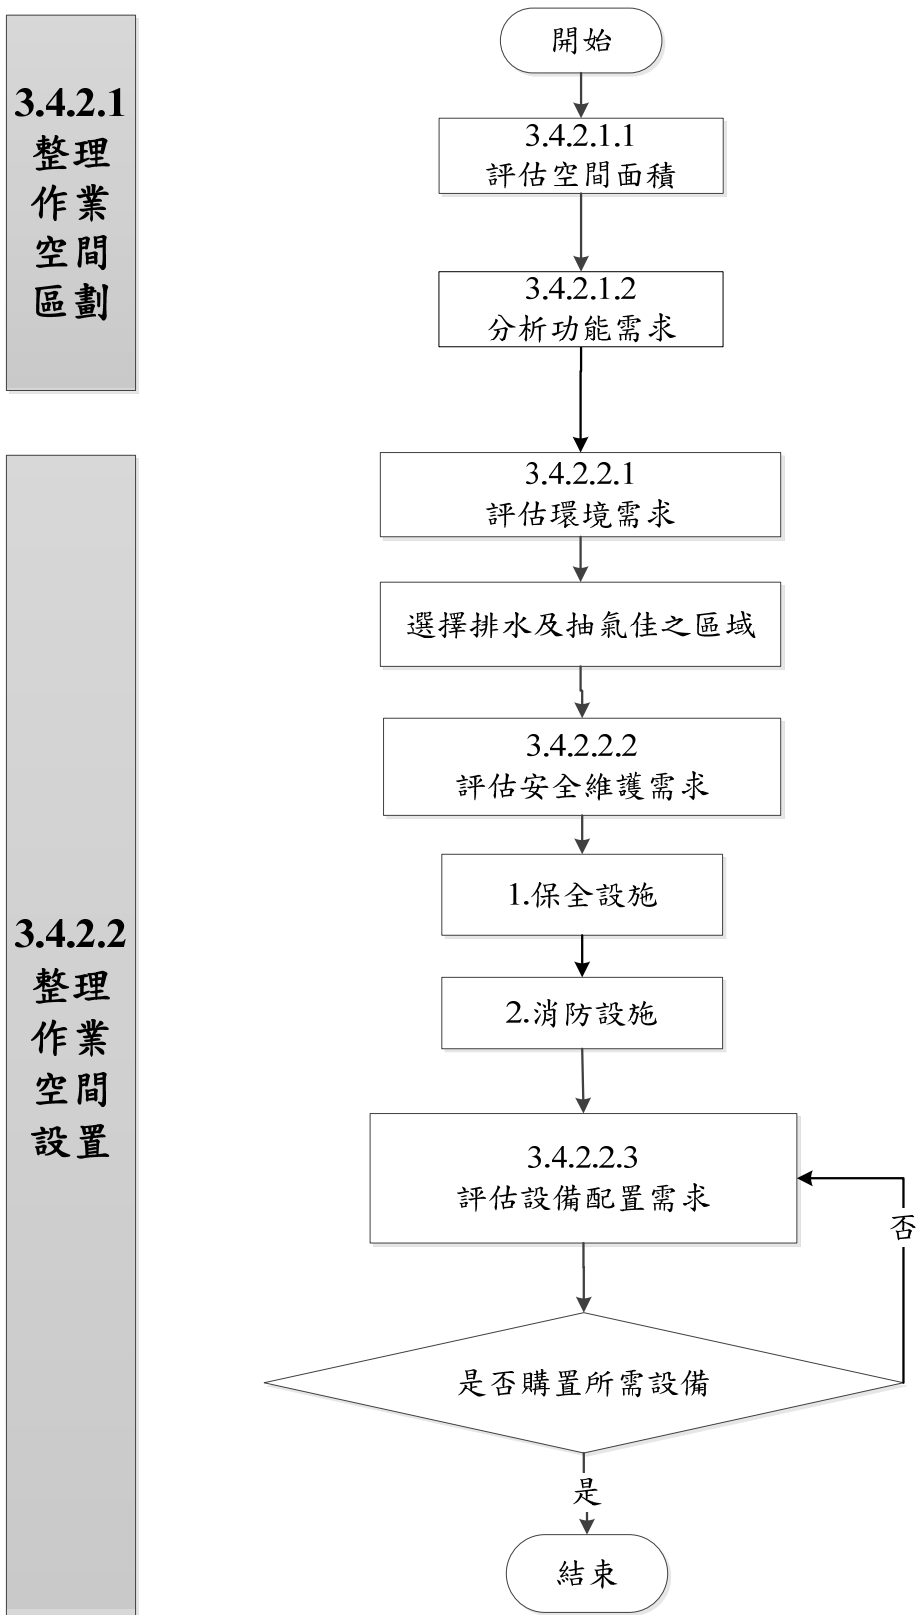 3.4.2.1
整理
作業
空間
區劃
開始
3.4.2.1.1
評估空間面積
3.4.2.1.2
分析功能需求
3.4.2.2
整理
作業
空間
設置
3.4.2.2.1
評估環境需求
選擇排水及抽氣佳之區域
3.4.2.2.2
評估安全維護需求
1.保全設施
2.消防設施
3.4.2.2.3
評估設備配置需求
否
是否購置所需設備
是
結束